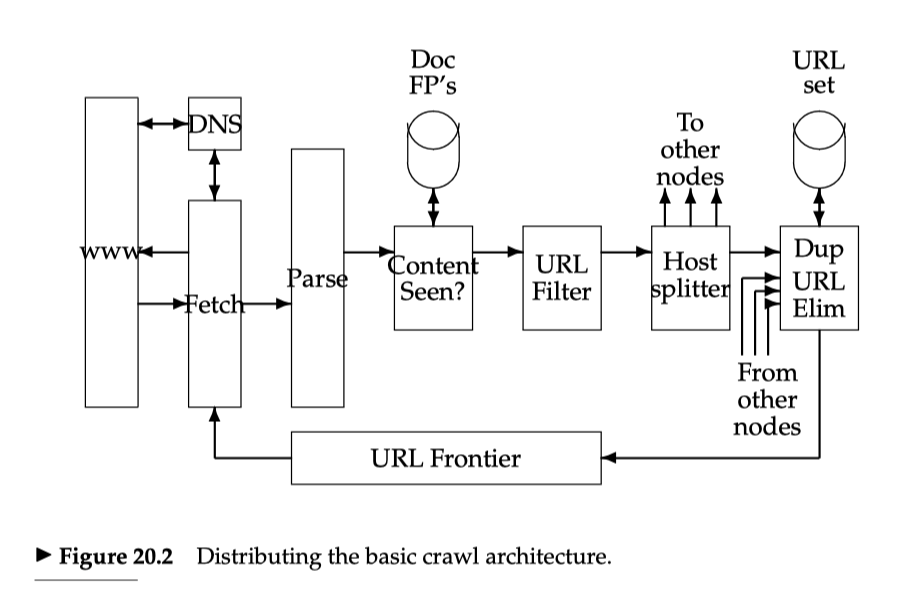 Doc
FP's
URL
set
To
other
nodes
DNS
www
Fetch
Parse
Content
Seen?
URL
Filter
Host
splitter
Dup
URL
Elim
From
other
nodes
URL Frontier
► Figure 20.2 Distributing the basic crawl architecture.